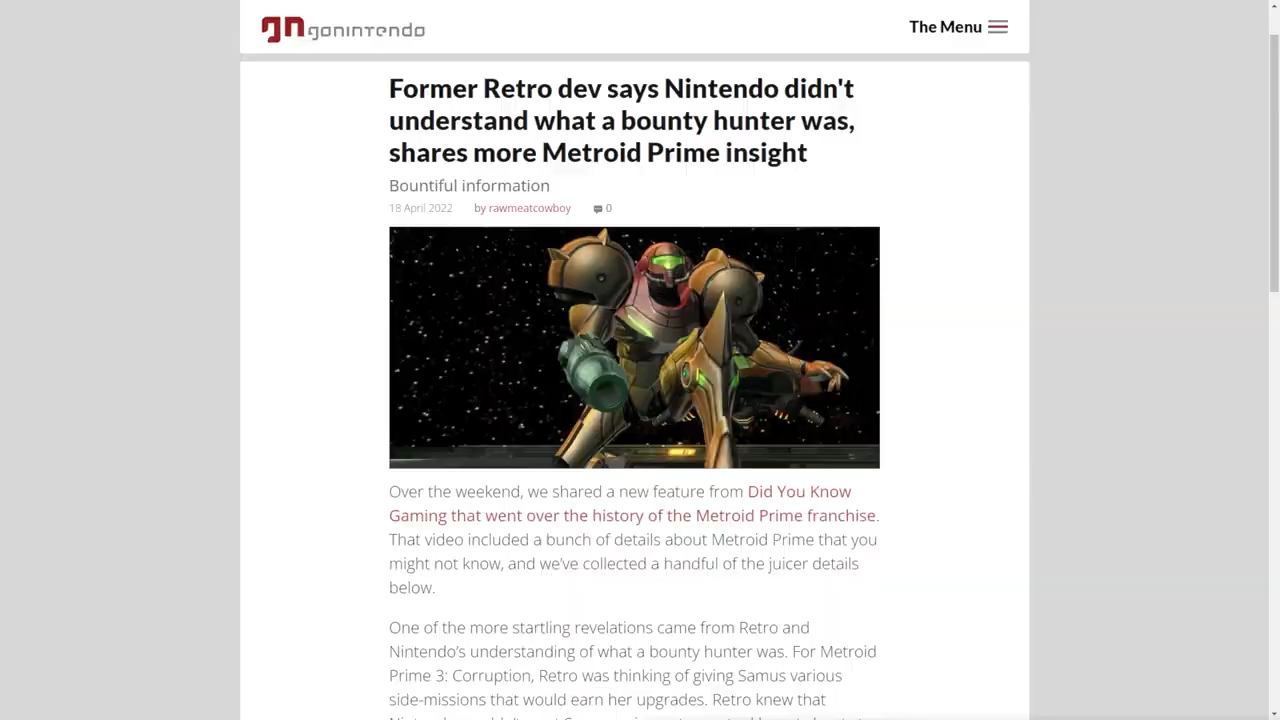 gonintendo
The Menu
Former Retro dev says Nintendo didn't
understand what a bounty hunter was,
shares more Metroid Prime insight
Bountiful information
18 April 2022 by rawmeatcowboy 0
Over the weekend, we shared a new feature from Did You Know
Gaming that went over the history of the Metroid Prime franchise.
That video included a bunch of details about Metroid Prime that you
might not know, and we've collected a handful of the juicer details
below.
One of the more startling revelations came from Retro and
Nintendo's understanding of what a bounty hunter was. For Metroid
Prime 3: Corruption, Retro was thinking of giving Samus various
side-missions that would earn her upgrades. Retro knew that